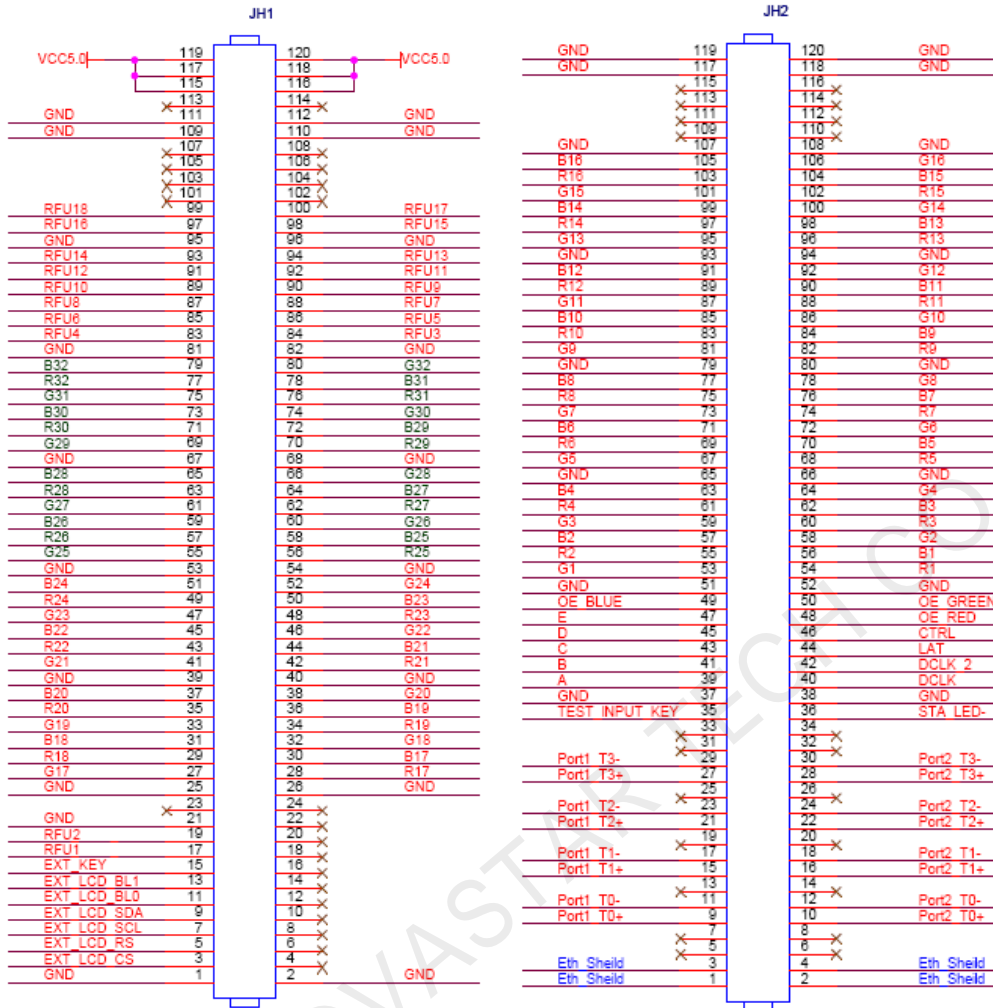 JH1
VCC5.0 119 120 VCC5.0
117 118
115 116
113 114
GND 111 112 GND
GND 109 110 GND
107 108
105 106
103 104
101 102
RFU18 99 100 RFU17
RFU16 97 98 RFU15
GND 95 96 GND
RFU14 93 94 RFU13
RFU12 91 92 RFU11
RFU10 89 90 RFU9
RFU8 87 88 RFU7
RFU6 85 86 RFU5
RFU4 83 84 RFU3
GND 81 82 GND
B32 79 80 G32
R32 77 78 B31
G31 75 76 R31
B30 73 74 G30
R30 71 72 B29
G29 69 70 R29
GND 67 68 GND
B28 65 66 G28
R28 63 64 B27
G27 61 62 R27
B26 59 60 G26
R26 57 58 B25
G25 55 56 R25
GND 53 54 GND
B24 51 52 G24
R24 49 50 B23
G23 47 48 R23
B22 45 46 G22
R22 43 44 B21
G21 41 42 R21
GND 39 40 GND
B20 37 38 G20
R20 35 36 B19
G19 33 34 R19
B18 31 32 G18
R18 29 30 B17
G17 27 28 R17
GND 25 26 GND
23 24
GND 21 22
RFU2 19 20
RFU1 17 18
EXT_KEY 15 16
EXT_LCD_BL1 13 14
EXT_LCD_BL0 11 12
EXT_LCD_SDA 9 10
EXT_LCD_SCL 7 8
EXT_LCD_RS 5 6
EXT_LCD_CS 3 4
GND 1 2 GND
JH2
GND 119 120 GND
GND 117 118 GND
115 116
113 114
111 112
109 110
GND 107 108 GND
B16 105 106 G16
R16 103 104 B15
G15 101 102 R15
B14 99 100 G14
R14 97 98 B13
G13 95 96 R13
GND 93 94 GND
B12 91 92 G12
R12 89 90 B11
G11 87 88 R11
B10 85 86 G10
R10 83 84 B9
G9 81 82 R9
GND 79 80 GND
B8 77 78 G8
R8 75 76 B7
G7 73 74 R7
B6 71 72 G6
R6 69 70 B5
G5 67 68 R5
GND 65 66 GND
B4 63 64 G4
R4 61 62 B3
G3 59 60 R3
B2 57 58 G2
R2 55 56 B1
G1 53 54 R1
GND 51 52 GND
OE_BLUE 49 50 OE_GREEN
E 47 48 OE_RED
D 45 46 CTRL
C 43 44 LAT
B 41 42 DCLK_2
A 39 40 DCLK
GND 37 38 GND
TEST_INPUT_KEY 35 36 STA_LED-
33 34
31 32
Port1_T3- 29 30 Port2_T3-
Port1_T3+ 27 28 Port2_T3+
25 26
Port1_T2- 23 24 Port2_T2-
Port1_T2+ 21 22 Port2_T2+
19 20
Port1_T1- 17 18 Port2_T1-
Port1_T1+ 15 16 Port2_T1+
13 14
Port1_T0- 11 12 Port2_T0-
Port1_T0+ 9 10 Port2_T0+
7 8
5 6
Eth_Sheild 3 4 Eth_Sheild
Eth_Sheild 1 2 Eth_Sheild
OVASTAR TECH CO